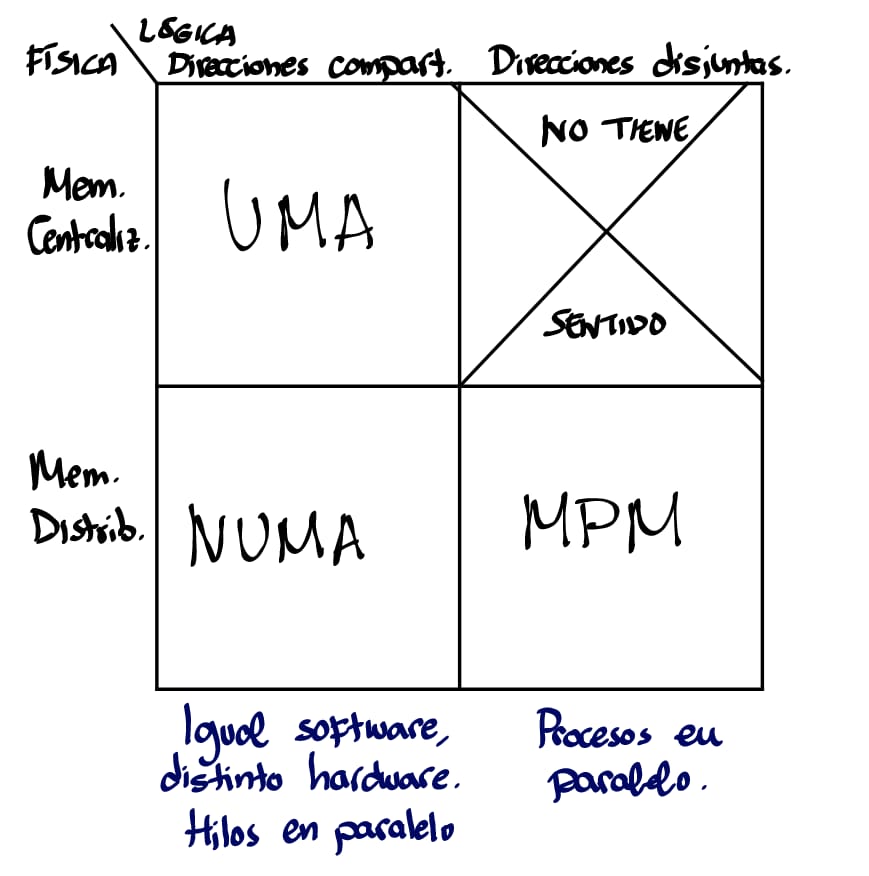 LÓGICA
FÍSICA
Direcciones compart. Direcciones disjuntas.
NO TIENE
Mem.
Centraliz.
UMA
SENTIDO
Mem.
Distrib.
NUMA
MPM
Igual software,
distinto hardware.
Hilos en paralelo
Procesos en
paralelo.